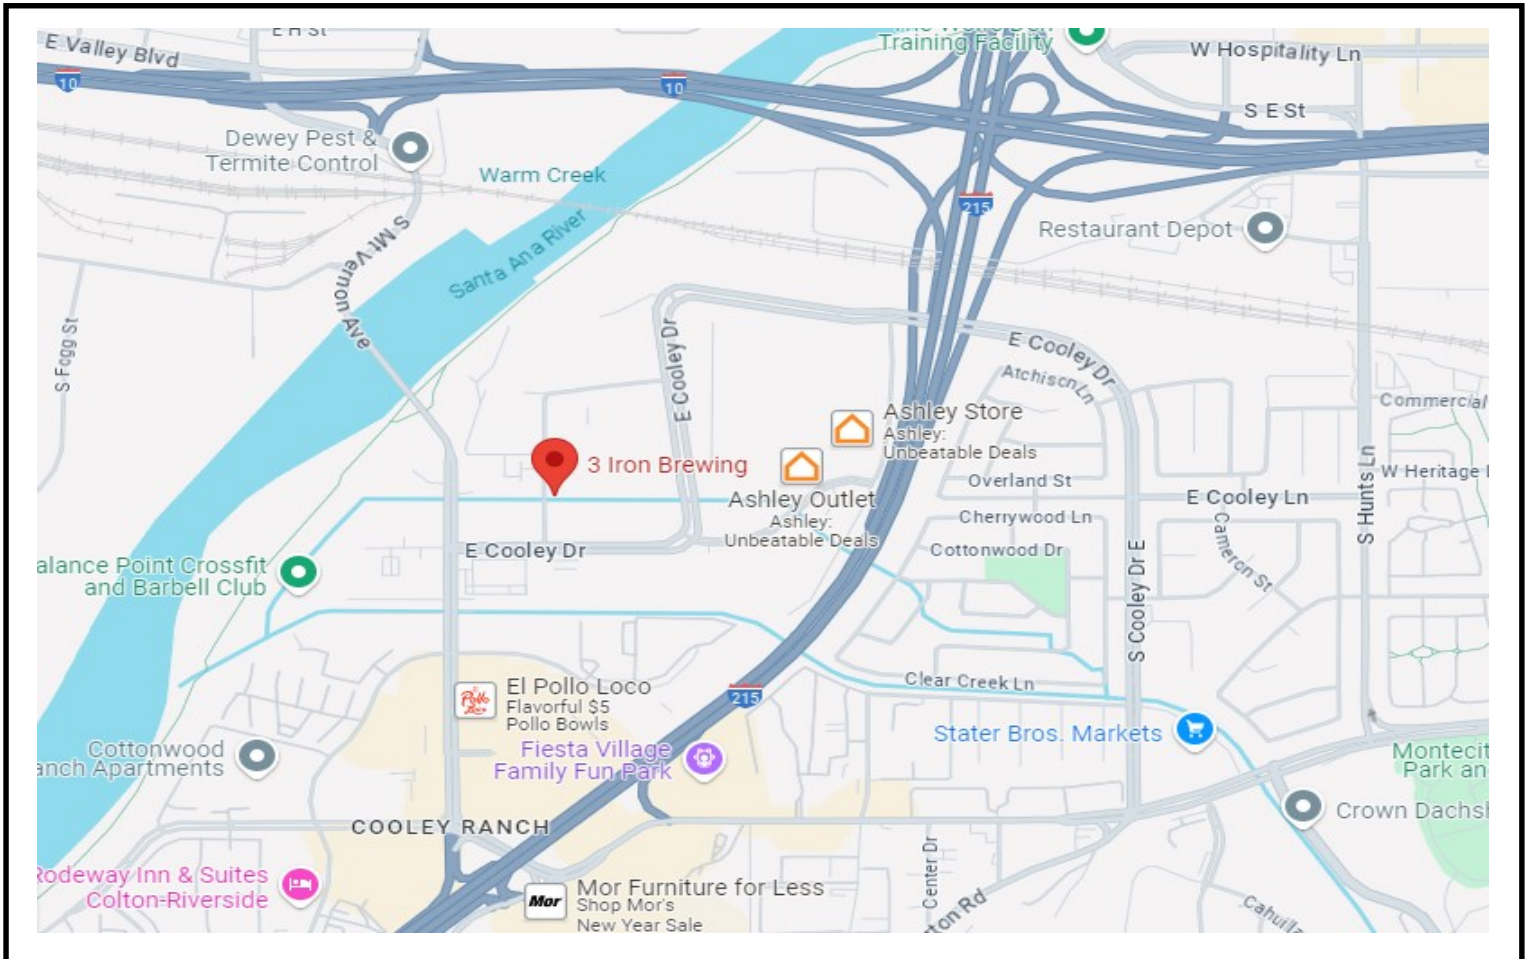 E H St
E Valley Blvd
10
10
Training Facility
W Hospitality Ln
S E St
Dewey Pest &
Termite Control
Warm Creek
215
Restaurant Depot
S Mt Vernon Ave
Santa Ana River
S Fogg St
E Cooley Dr
E Cooley Dr
Atchison Ln
Commercial
Ashley Store
Ashley:
Unbeatable Deals
3 Iron Brewing
Ashley Outlet
Ashley:
Unbeatable Deals
Overland St
W Heritage
E Cooley Ln
S Hunts Ln
Cherrywood Ln
Cameron St
E Cooley Dr
Cottonwood Dr
alance Point Crossfit
and Barbell Club
S Cooley Dr E
Clear Creek Ln
El Pollo Loco
Flavorful $5
Pollo Bowls
215
Stater Bros. Markets
Cottonwood
anch Apartments
Fiesta Village
Family Fun Park
Montecit
Park an
Crown Dachs
COOLEY RANCH
Rodeway Inn & Suites
Colton-Riverside
Mor
Mor Furniture for Less
Shop Mor's
New Year Sale
Center Dr
ton Rd
Cahuilla